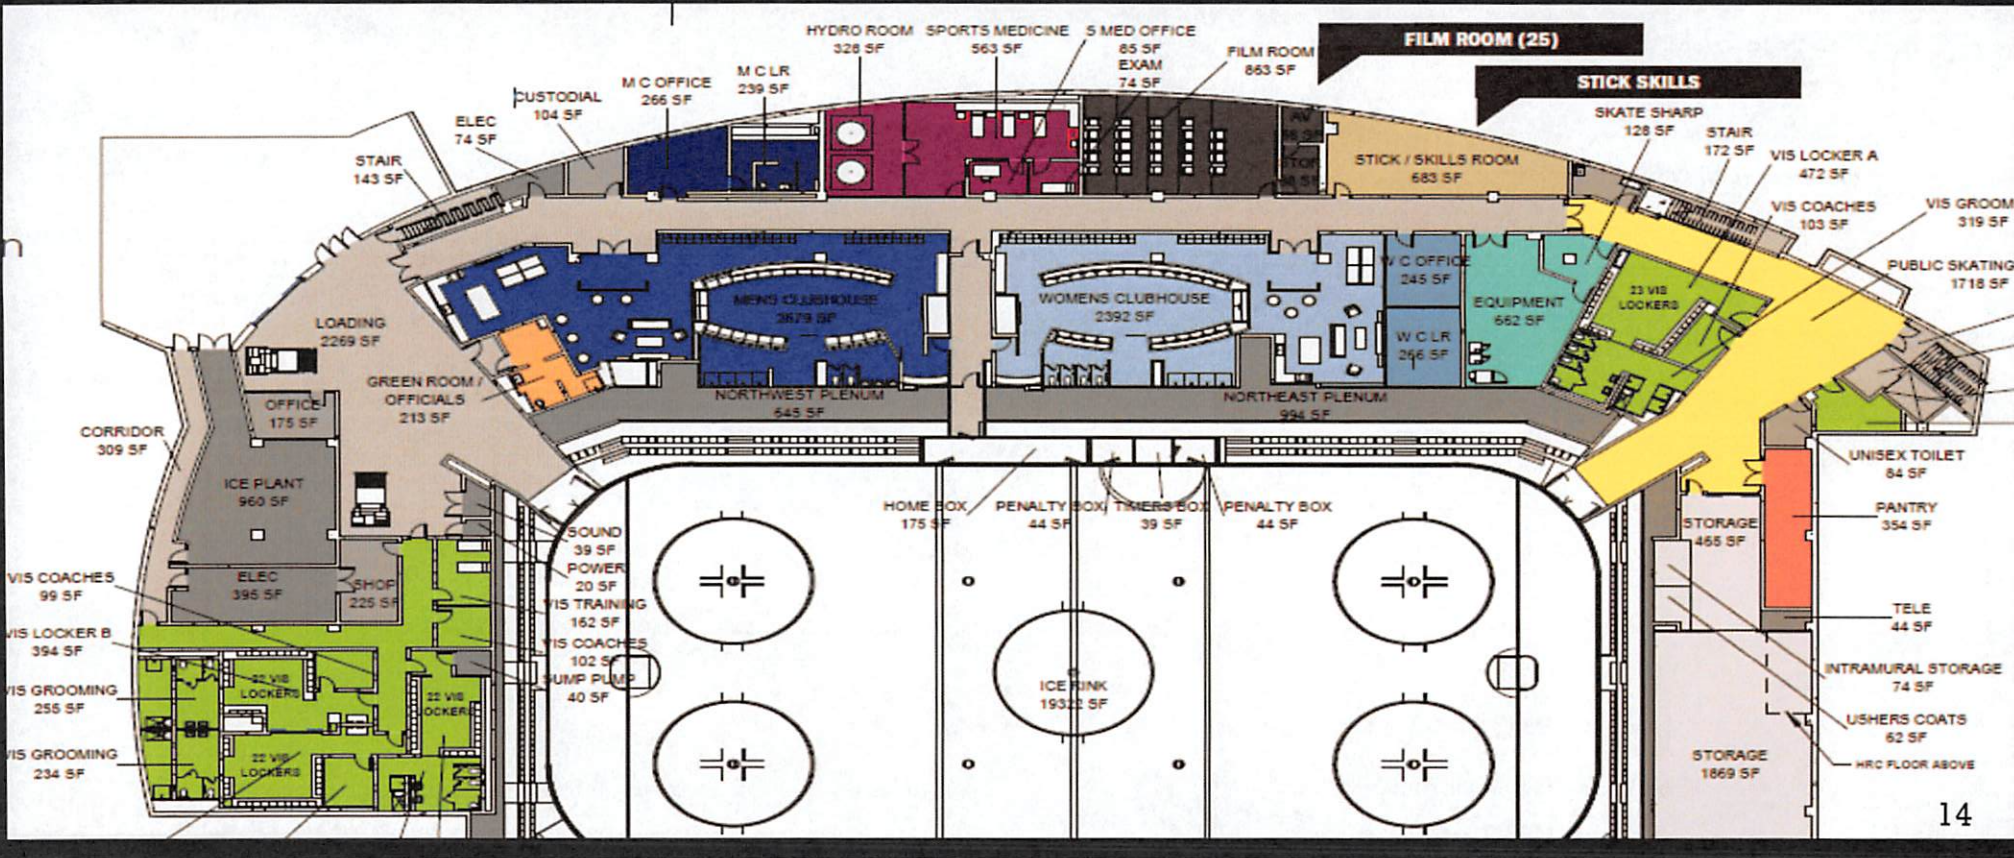 FILM ROOM (25)
STICK SKILLS
HYDRO ROOM
328 SF
SPORTS MEDICINE
563 SF
S MED OFFICE
85 SF
EXAM
74 SF
FILM ROOM
863 SF
M C OFFICE
266 SF
M C LR
239 SF
CUSTODIAL
104 SF
ELEC
74 SF
STAIR
143 SF
SKATE SHARP
128 SF
STAIR
172 SF
VIS LOCKER A
472 SF
VIS COACHES
103 SF
VIS GROOM
319 SF
PUBLIC SKATING
1718 SF
AV
STICK / SKILLS ROOM
683 SF
LOADING
2269 SF
MENS CLUBHOUSE
2679 SF
WOMENS CLUBHOUSE
2392 SF
W C OFFICE
245 SF
W C LR
266 SF
EQUIPMENT
662 SF
23 VIS
LOCKERS
GREEN ROOM /
OFFICIALS
213 SF
NORTHWEST PLENUM
645 SF
NORTHEAST PLENUM
994 SF
OFFICE
175 SF
CORRIDOR
309 SF
ICE PLANT
960 SF
HOME BOX
175 SF
PENALTY BOX
44 SF
TIMERS BOX
39 SF
PENALTY BOX
44 SF
UNISEX TOILET
84 SF
PANTRY
354 SF
STORAGE
465 SF
SOUND
39 SF
POWER
20 SF
VIS TRAINING
162 SF
VIS COACHES
102 SF
SUMP PUMP
40 SF
ELEC
395 SF
SHOP
225 SF
VIS COACHES
99 SF
VIS LOCKER B
394 SF
VIS GROOMING
255 SF
VIS GROOMING
234 SF
22 VIS
LOCKERS
22 VIS
LOCKERS
22 VIS
LOCKERS
ICE RINK
19322 SF
TELE
44 SF
INTRAMURAL STORAGE
74 SF
USHERS COATS
62 SF
HRC FLOOR ABOVE
STORAGE
1869 SF
14